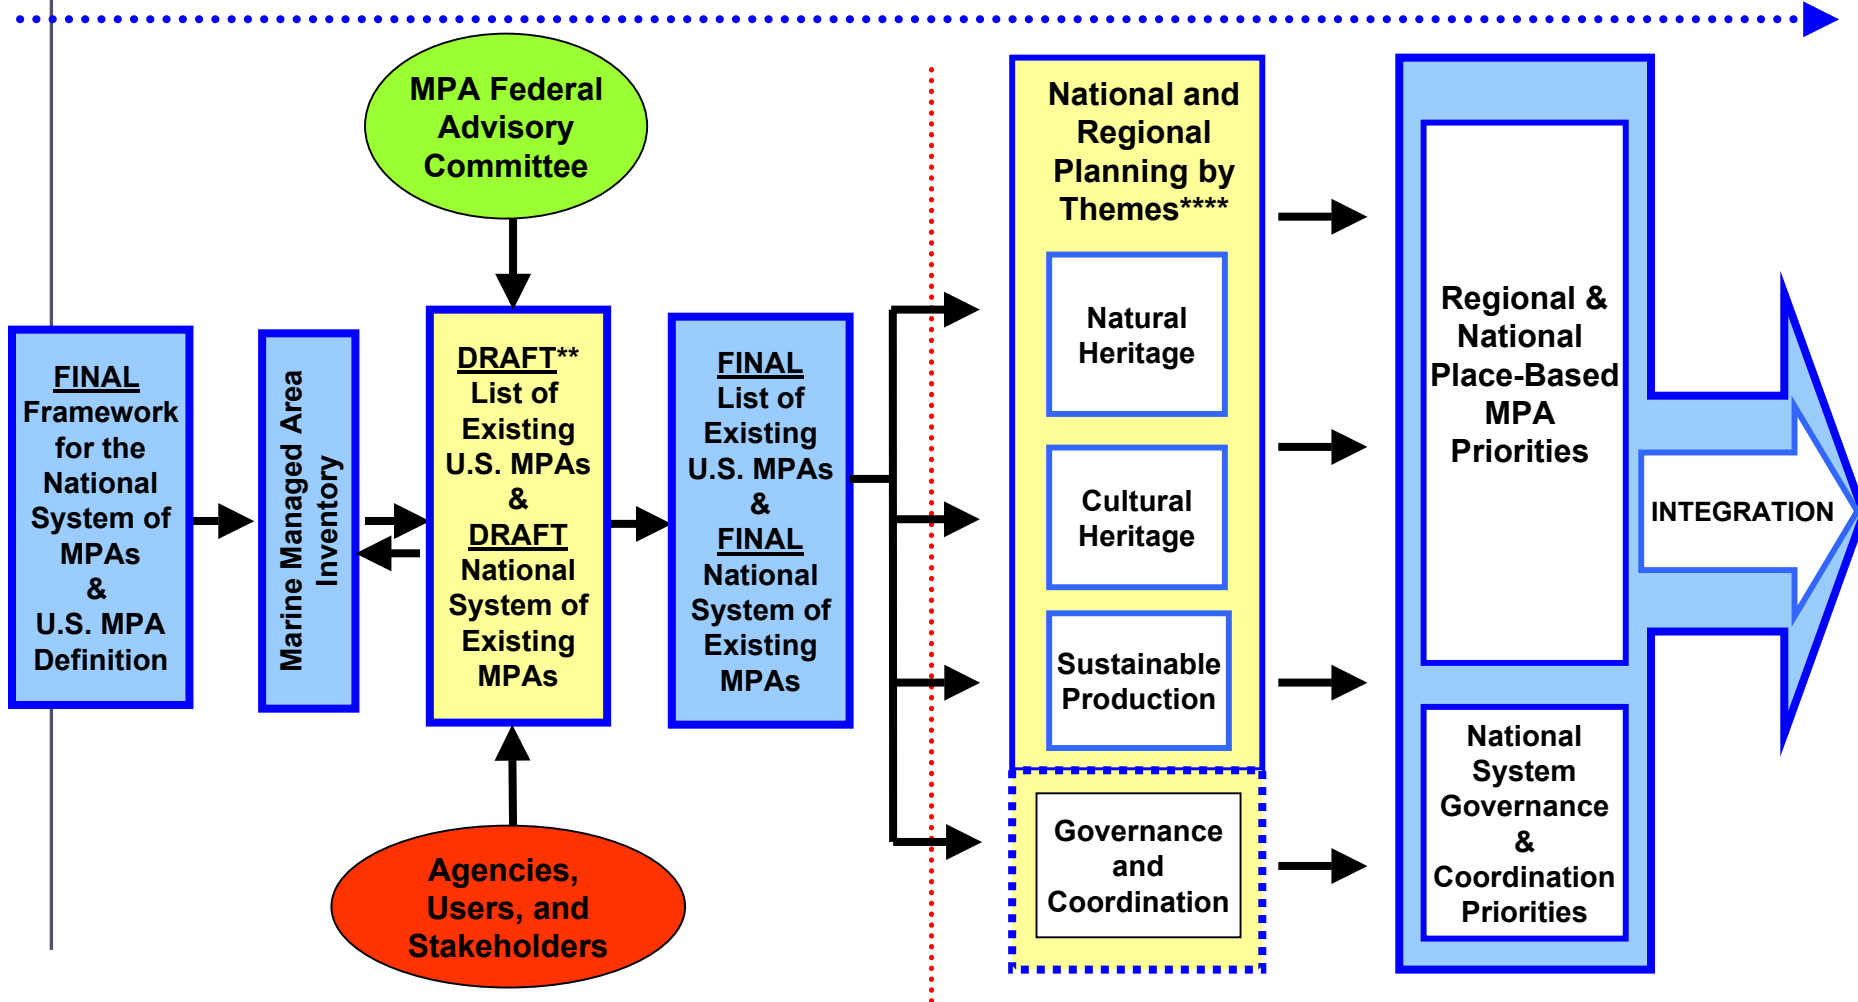 MPA Federal
Advisory
Committee
FINAL
Framework
for the
National
System of
MPAs
&
U.S. MPA
Definition
Marine Managed Area
Inventory
DRAFT**
List of
Existing
U.S. MPAs
&
DRAFT
National
System of
Existing
MPAs
Agencies,
Users, and
Stakeholders
FINAL
List of
Existing
U.S. MPAs
&
FINAL
National
System of
Existing
MPAs
National and
Regional
Planning by
Themes****
Natural
Heritage
Cultural
Heritage
Sustainable
Production
Governance
and
Coordination
Regional &
National
Place-Based
MPA
Priorities
National
System
Governance
&
Coordination
Priorities
INTEGRATION